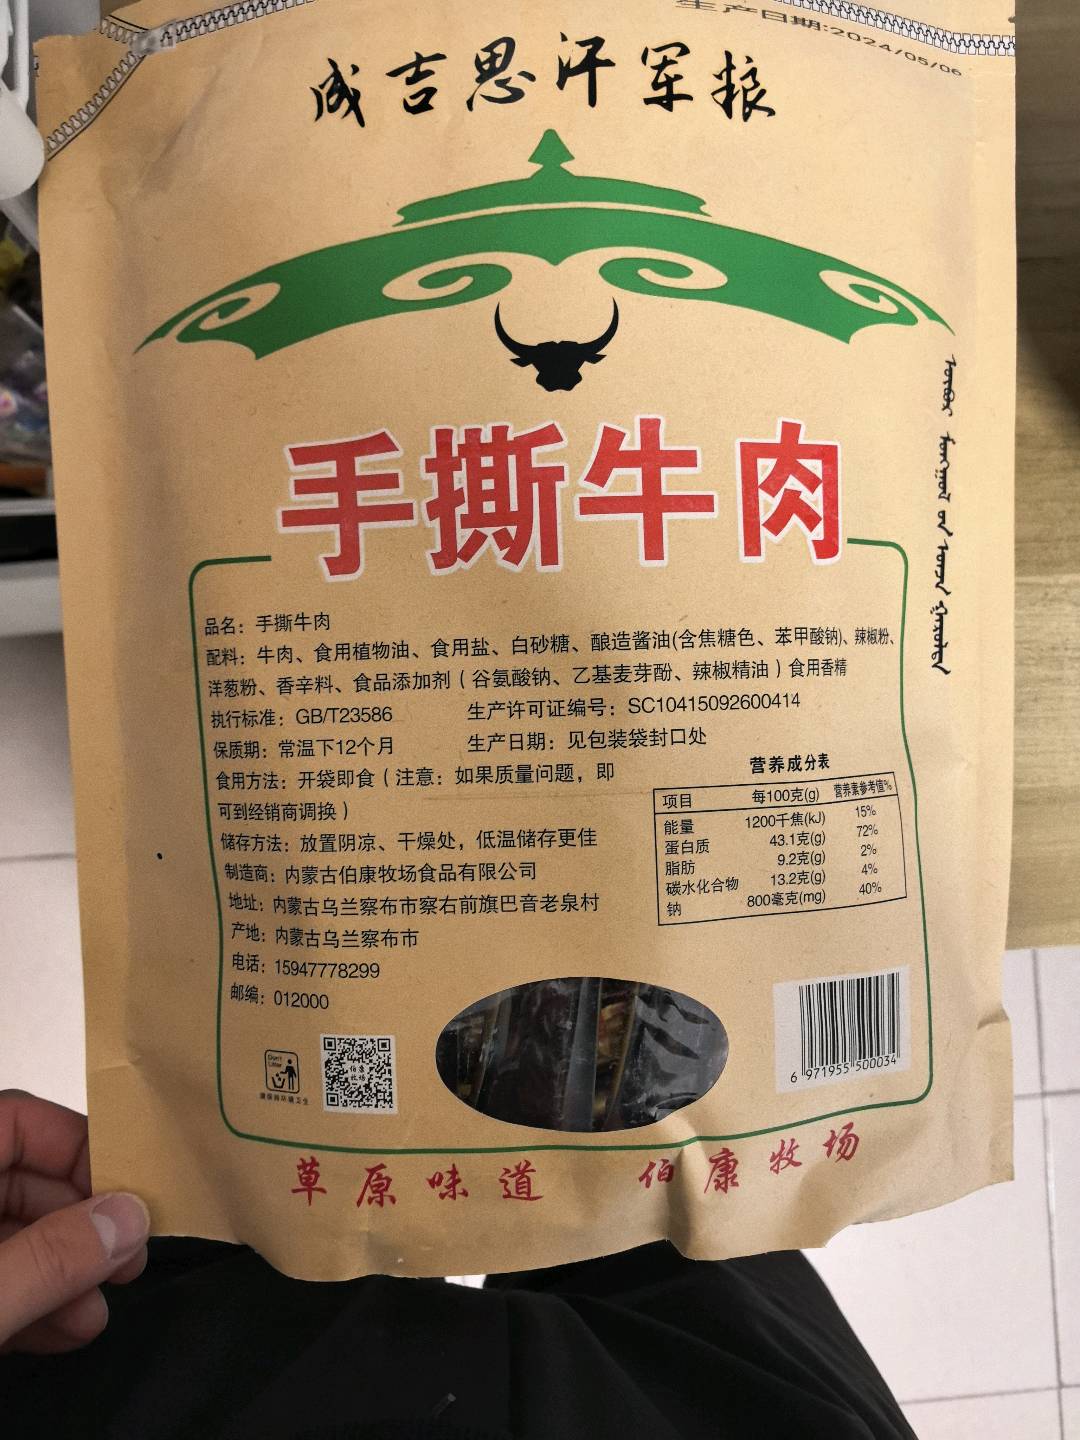 生产日期:2024/05/06
成吉思汗军粮
手撕牛肉
品名：手撕牛肉
配料：牛肉、食用植物油、食用盐、白砂糖、酿造酱油(含焦糖色、苯甲酸钠)、辣椒粉、
洋葱粉、香辛料、食品添加剂（谷氨酸钠、乙基麦芽酚、辣椒精油）食用香精
执行标准：GB/T23586 生产许可证编号：SC10415092600414
保质期：常温下12个月 生产日期：见包装袋封口处
食用方法：开袋即食（注意：如果质量问题，即
可到经销商调换）
储存方法：放置阴凉、干燥处，低温储存更佳
制造商：内蒙古伯康牧场食品有限公司
地址：内蒙古乌兰察布市察右前旗巴音老泉村
产地：内蒙古乌兰察布市
电话：15947778299
邮编：012000
营养成分表
项目 每100克(g) 营养素参考值%
能量 1200千焦(kJ) 15%
蛋白质 43.1克(g) 72%
脂肪 9.2克(g) 2%
碳水化合物 13.2克(g) 4%
钠 800毫克(mg) 40%
Don't
Litter
伯康
牧场
6 971955 500034
草原味道 伯康牧场